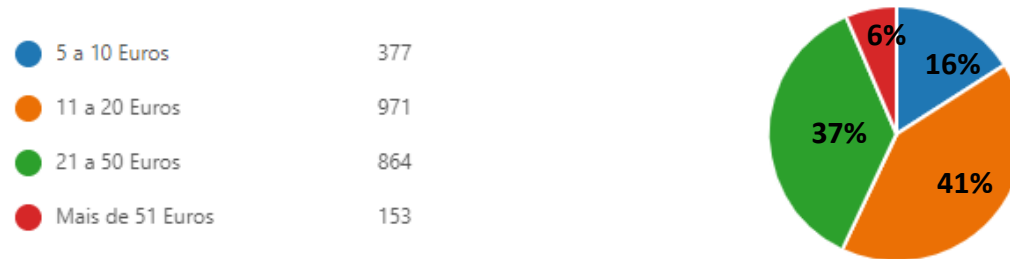 5 a 10 Euros 377
11 a 20 Euros 971
21 a 50 Euros 864
Mais de 51 Euros 153
6%
16%
37%
41%